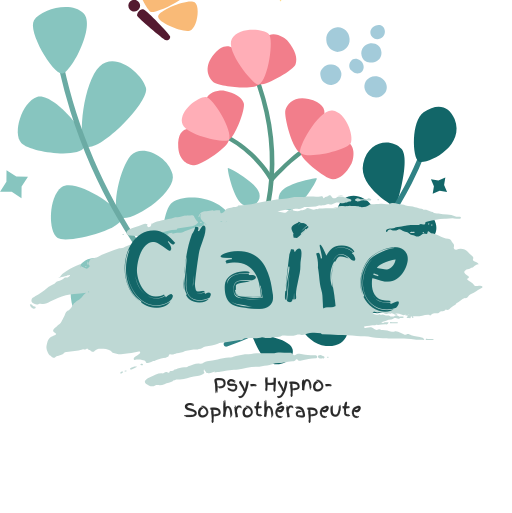 Claire
Psy- Hypno-
Sophrothérapeute